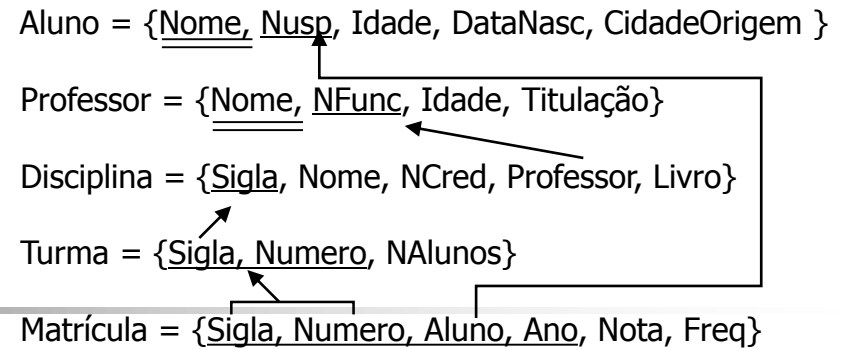 Aluno = {Nome, Nusp, Idade, DataNasc, CidadeOrigem }
Professor = {Nome, NFunc, Idade, Titulação}
Disciplina = {Sigla, Nome, NCred, Professor, Livro}
Turma = {Sigla, Numero, NAlunos}
Matrícula = {Sigla, Numero, Aluno, Ano, Nota, Freq}